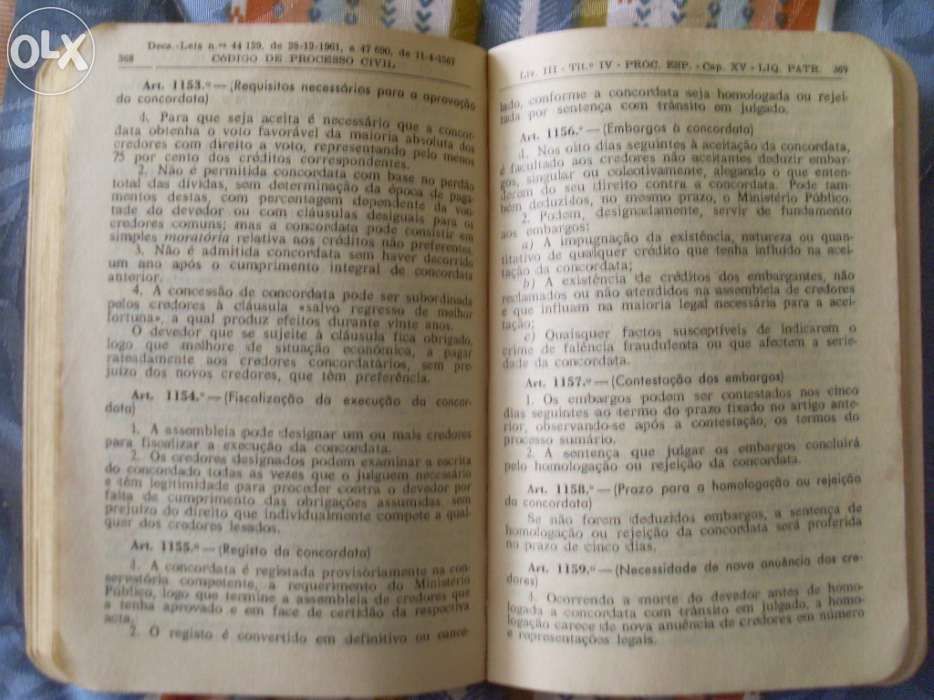 OLX
Decs.-Leis n.os 44 129, de 28-12-1961, e 47 690, de 11-5-1967
368 CÓDIGO DE PROCESSO CIVIL
Art. 1153.º — (Requisitos necessários para a aprovação
da concordata)
1. Para que seja aceita é necessário que a concor-
data obtenha o voto favorável da maioria absoluta dos
credores com direito a voto, representando pelo menos
75 por cento dos créditos correspondentes.
2. Não é permitida concordata com base no perdão
total das dívidas, sem determinação da época de paga-
mentos destas, com percentagem dependente da von-
tade do devedor ou com cláusulas desiguais para os
credores comuns; mas a concordata pode consistir em
simples moratória relativa aos créditos não preferentes.
3. Não é admitida concordata sem haver decorrido
um ano após o cumprimento integral de concordata
anterior.
4. A concessão de concordata pode ser subordinada
pelos credores à cláusula «salvo regresso de melhor
fortuna», a qual produz efeitos durante vinte anos.
O devedor que se sujeite à cláusula fica obrigado,
logo que melhore de situação económica, a pagar
rateadamente aos credores concordatários, sem pre-
juízo dos novos credores, que têm preferência.
Art. 1154.º — (Fiscalização da execução da concor-
data)
1. A assembleia pode designar um ou mais credores
para fiscalizar a execução da concordata.
2. Os credores designados podem examinar a escrita
do concordado todas as vezes que o julguem necessário
e têm legitimidade para proceder contra o devedor por
falta de cumprimento das obrigações assumidas, sem
prejuízo do direito que individualmente compete a qual-
quer dos credores lesados.
Art. 1155.º — (Registo da concordata)
1. A concordata é registada provisòriamente na con-
servatória competente, a requerimento do Ministério
Público, logo que termine a assembleia de credores que
a tenha aprovado e em face de certidão da respectiva
acta.
2. O registo é convertido em definitivo ou cance-
Liv. III - Tít.º IV - PROC. ESP. - Cap. XV - LIQ. PATR. 369
lado, conforme a concordata seja homologada ou rejei-
tada por sentença com trânsito em julgado.
Art. 1156.º — (Embargos à concordata)
1. Nos oito dias seguintes à aceitação da concordata,
é facultado aos credores não aceitantes deduzir embar-
gos, singular ou colectivamente, alegando o que enten-
derem do seu direito contra a concordata. Pode tam-
bém deduzidos, no mesmo prazo, o Ministério Público.
2. Podem, designadamente, servir de fundamento
aos embargos:
a) A impugnação da existência, natureza ou quan-
titativo de qualquer crédito que tenha influído na acei-
tação da concordata;
b) A existência de créditos dos embargantes, não
reclamados ou não atendidos na assembleia de credores
e que influam na maioria legal necessária para a acei-
tação;
c) Quaisquer factos susceptíveis de indicarem o
crime de falência fraudulenta ou que afectem a serie-
dade da concordata.
Art. 1157.º — (Contestação dos embargos)
1. Os embargos podem ser contestados nos cinco
dias seguintes ao termo do prazo fixado no artigo ante-
rior, observando-se após a contestação, os termos do
processo sumário.
2. A sentença que julgar os embargos concluirá
pelo homologação ou rejeição da concordata.
Art. 1158.º — (Prazo para a homologação ou rejeição
da concordata)
Se não forem deduzidos embargos, a sentença de
homologação ou rejeição da concordata será proferida
no prazo de cinco dias.
Art. 1159.º — (Necessidade de nova anuência dos cre-
dores)
1. Ocorrendo a morte do devedor antes de homo-
logada a concordata com trânsito em julgado, a homo-
logação carece de nova anuência de credores em número
e representações legais.